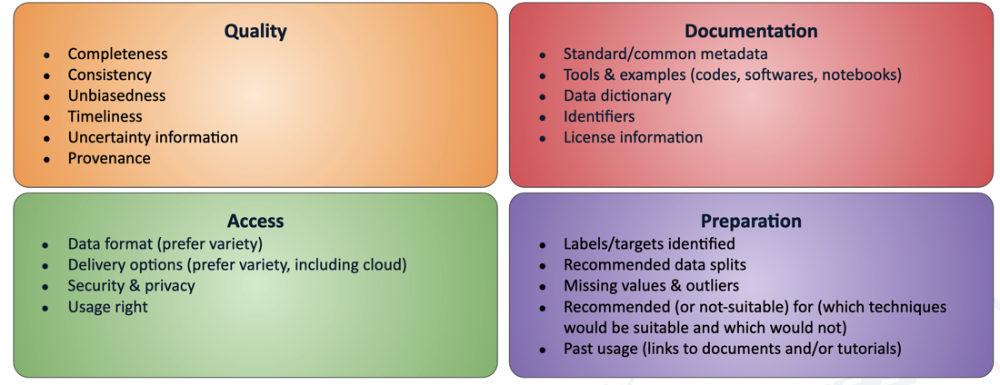 Quality
• Completeness
• Consistency
• Unbiasedness
• Timeliness
• Uncertainty information
• Provenance
Documentation
• Standard/common metadata
• Tools & examples (codes, softwares, notebooks)
• Data dictionary
• Identifiers
• License information
Access
• Data format (prefer variety)
• Delivery options (prefer variety, including cloud)
• Security & privacy
• Usage right
Preparation
• Labels/targets identified
• Recommended data splits
• Missing values & outliers
• Recommended (or not-suitable) for (which techniques
would be suitable and which would not)
• Past usage (links to documents and/or tutorials)